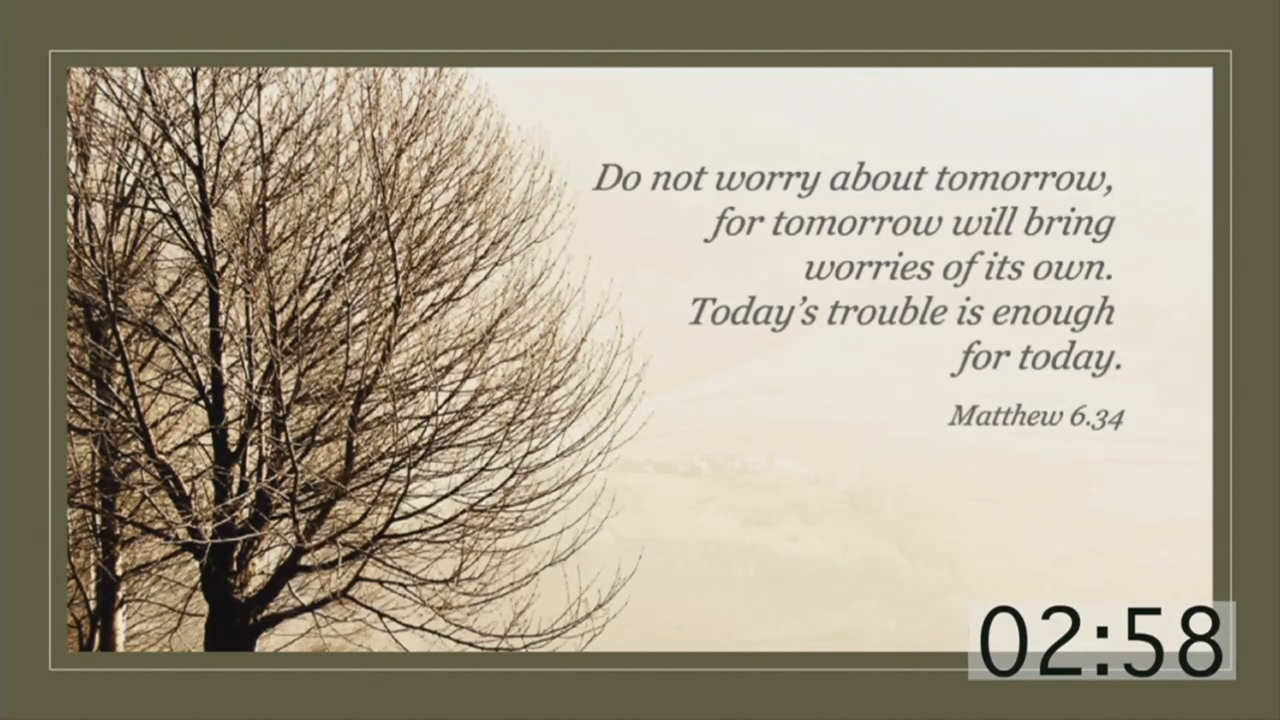 Do not worry about tomorrow,
for tomorrow will bring
worries of its own.
Today’s trouble is enough
for today.
Matthew 6.34
02:58